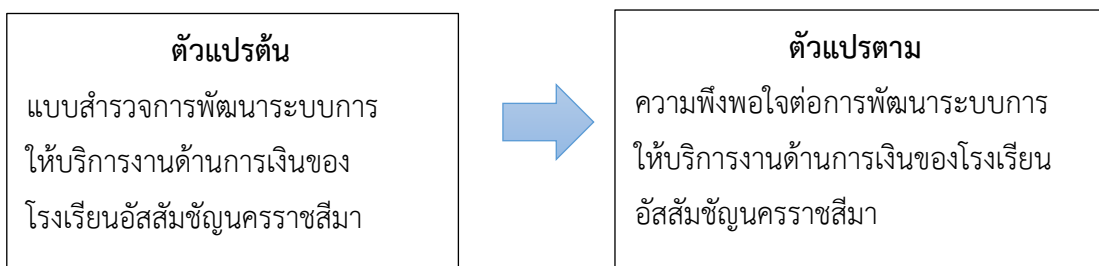 ตัวแปรต้น
แบบสำรวจการพัฒนาระบบการ
ให้บริการงานด้านการเงินของ
โรงเรียนอัสสัมชัญนครราชสีมา
ตัวแปรตาม
ความพึงพอใจต่อการพัฒนาระบบการ
ให้บริการงานด้านการเงินของโรงเรียน
อัสสัมชัญนครราชสีมา